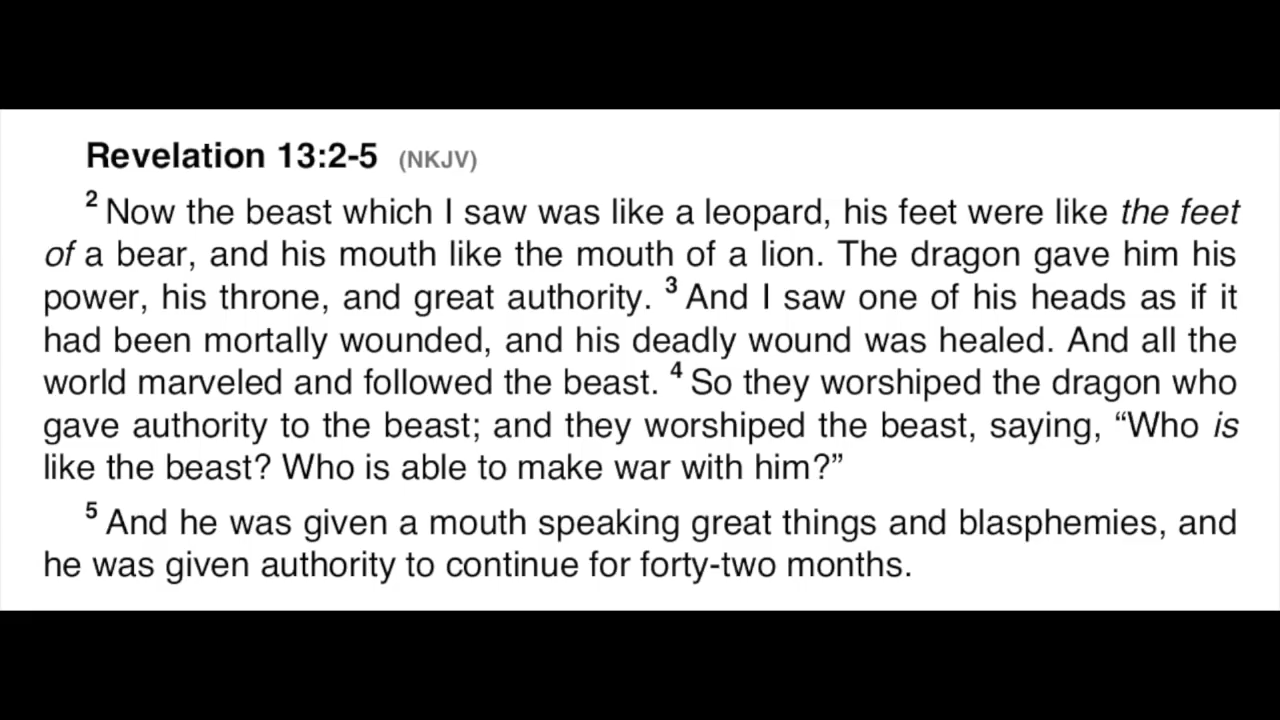 Revelation 13:2-5 (NKJV)
2 Now the beast which I saw was like a leopard, his feet were like the feet
of a bear, and his mouth like the mouth of a lion. The dragon gave him his
power, his throne, and great authority. 3 And I saw one of his heads as if it
had been mortally wounded, and his deadly wound was healed. And all the
world marveled and followed the beast. 4 So they worshiped the dragon who
gave authority to the beast; and they worshiped the beast, saying, “Who is
like the beast? Who is able to make war with him?”
5 And he was given a mouth speaking great things and blasphemies, and
he was given authority to continue for forty-two months.